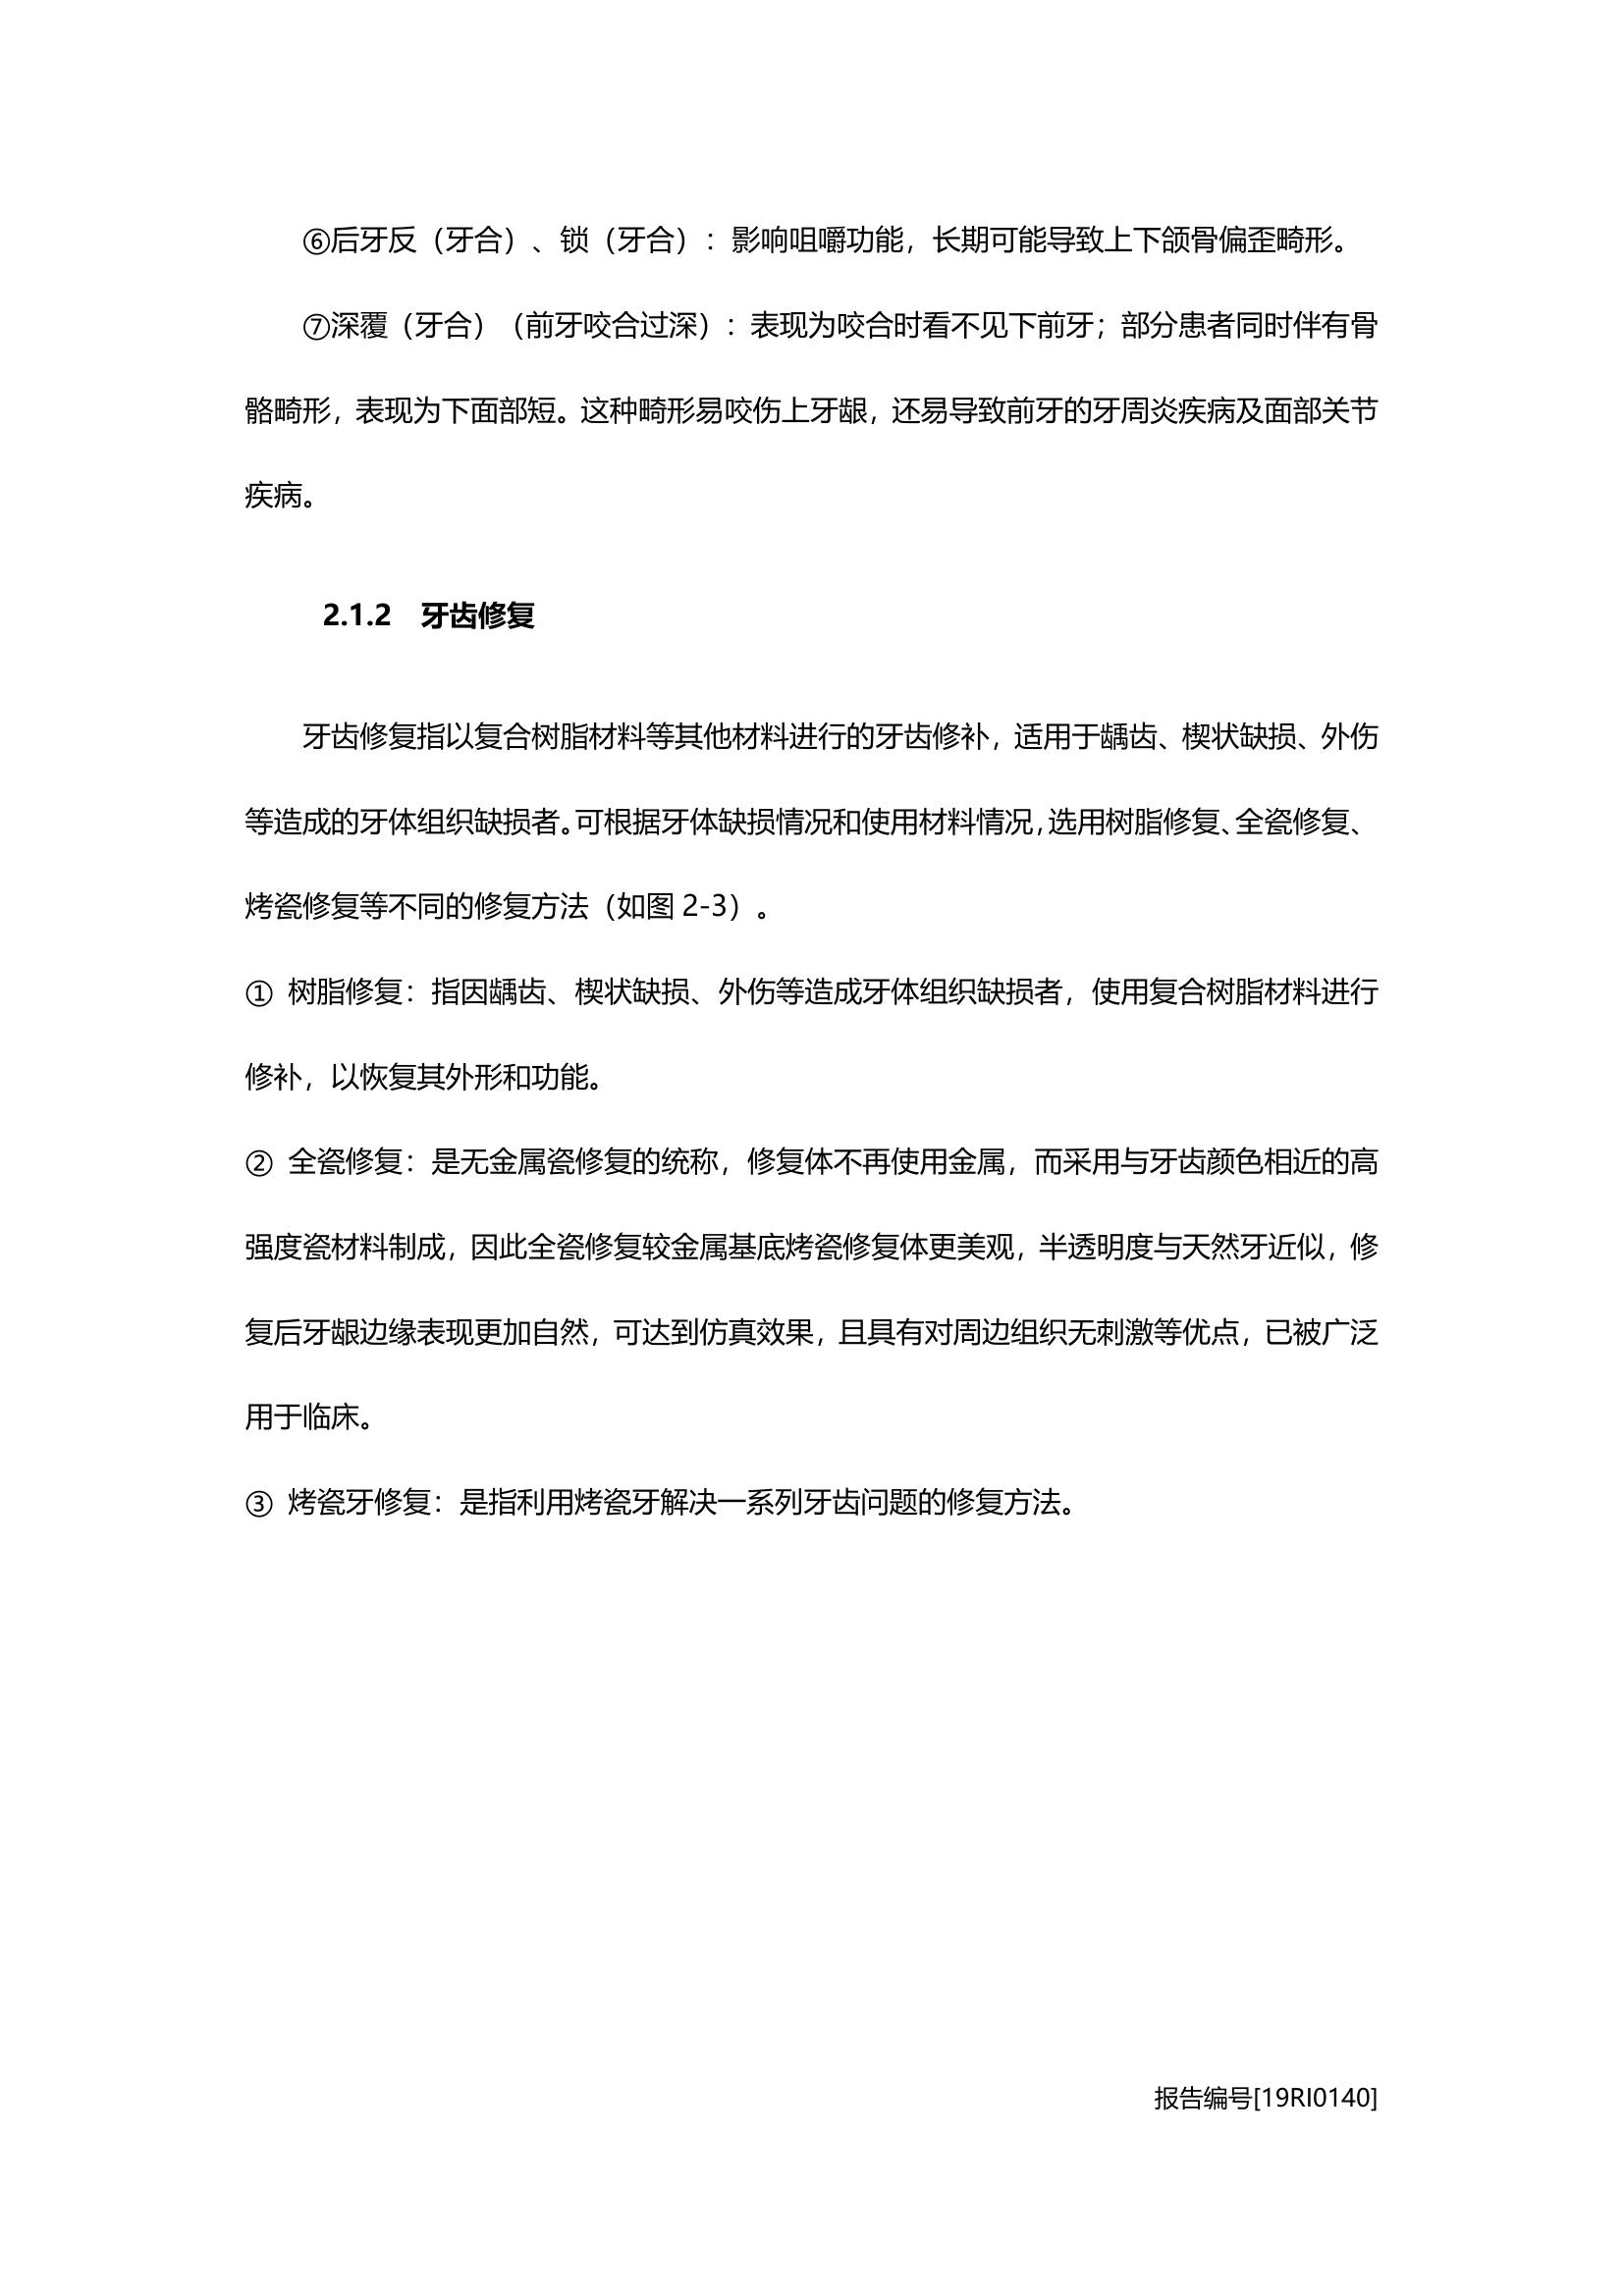 ⑥后牙反（牙合）、锁（牙合）：影响咀嚼功能，长期可能导致上下颌骨偏歪畸形。
⑦深覆（牙合）（前牙咬合过深）：表现为咬合时看不见下前牙；部分患者同时伴有骨
骼畸形，表现为下面部短。这种畸形易咬伤上牙龈，还易导致前牙的牙周炎疾病及面部关节
疾病。
2.1.2 牙齿修复
牙齿修复指以复合树脂材料等其他材料进行的牙齿修补，适用于龋齿、楔状缺损、外伤
等造成的牙体组织缺损者。可根据牙体缺损情况和使用材料情况，选用树脂修复、全瓷修复、
烤瓷修复等不同的修复方法（如图 2-3）。
① 树脂修复：指因龋齿、楔状缺损、外伤等造成牙体组织缺损者，使用复合树脂材料进行
修补，以恢复其外形和功能。
② 全瓷修复：是无金属瓷修复的统称，修复体不再使用金属，而采用与牙齿颜色相近的高
强度瓷材料制成，因此全瓷修复较金属基底烤瓷修复体更美观，半透明度与天然牙近似，修
复后牙龈边缘表现更加自然，可达到仿真效果，且具有对周边组织无刺激等优点，已被广泛
用于临床。
③ 烤瓷牙修复：是指利用烤瓷牙解决一系列牙齿问题的修复方法。
报告编号[19RI0140]